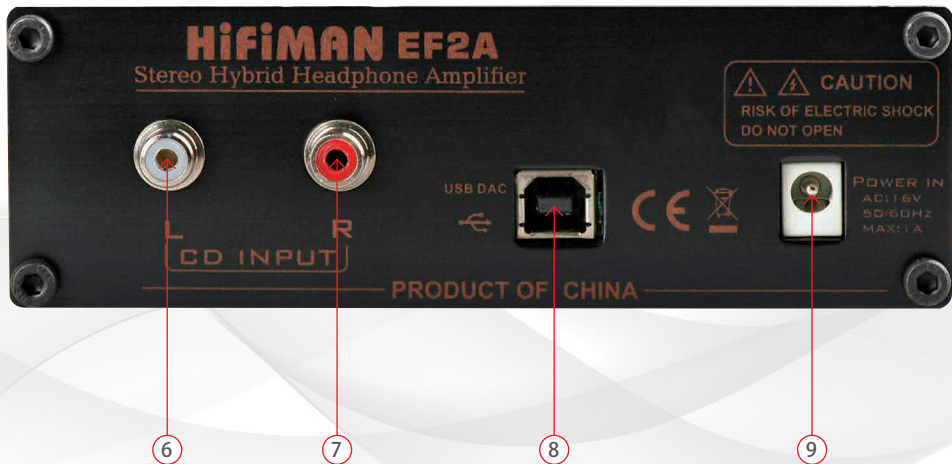 HiFiMAN EF2A
Stereo Hybrid Headphone Amplifier
CAUTION
RISK OF ELECTRIC SHOCK
DO NOT OPEN
USB DAC
CE
POWER IN
AC:16V
50/60HZ
MAX:1A
L R
CD INPUT
PRODUCT OF CHINA
6 7 8 9